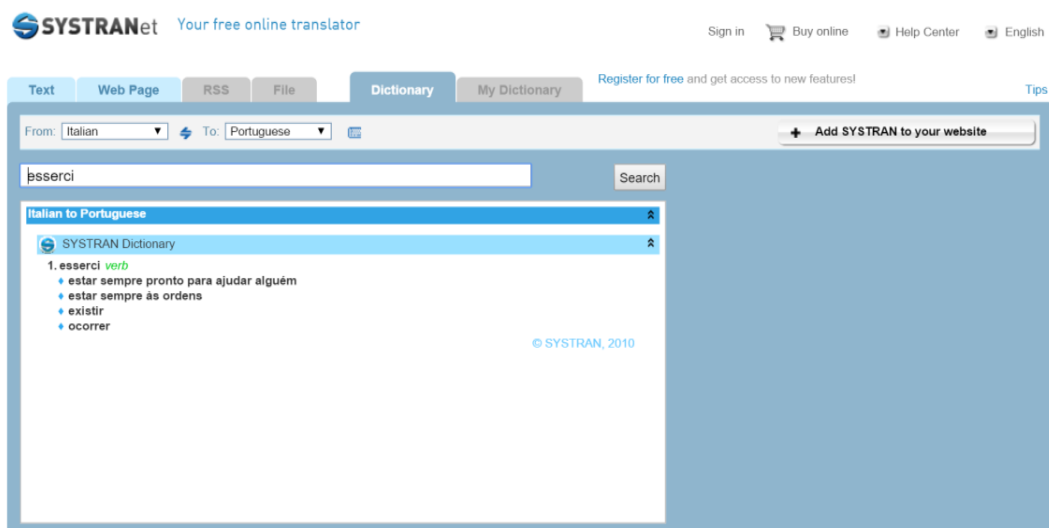 SYSTRANet Your free online translator
Sign in Buy online Help Center English
Text Web Page RSS File Dictionary My Dictionary Register for free and get access to new features! Tips
From: Italian To: Portuguese + Add SYSTRAN to your website
esserci Search
Italian to Portuguese
SYSTRAN Dictionary
1. esserci verb
estar sempre pronto para ajudar alguém
estar sempre às ordens
existir
ocorrer
© SYSTRAN, 2010